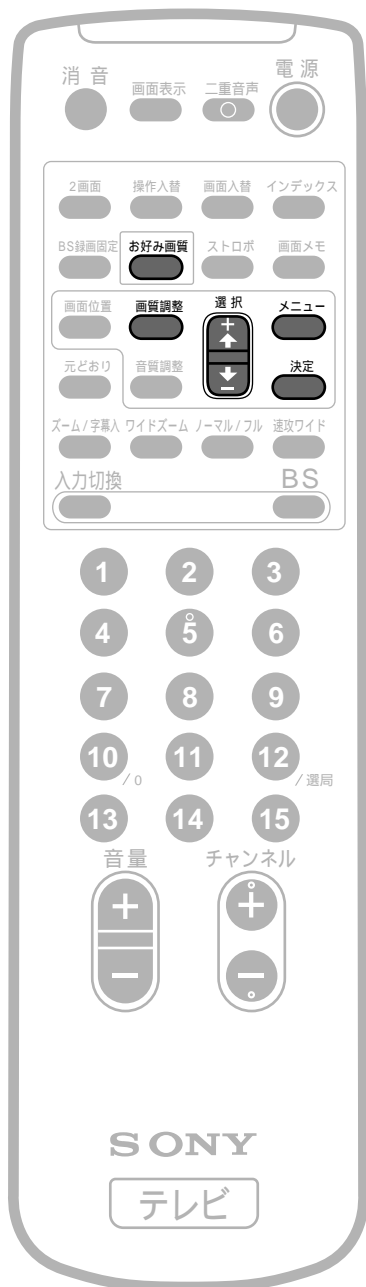 消音 画面表示 二重音声 電源
2画面 操作入替 画面入替 インデックス
BS録画固定 お好み画質 ストロボ 画面メモ
画面位置 画質調整 選択 メニュー
+
元どおり 音質調整 決定
−
ズーム/字幕入 ワイドズーム ノーマル/フル 速攻ワイド
入力切換 BS
1 2 3
4 5 6
7 8 9
10/0 11 12/選局
13 14 15
音量 チャンネル
+ +
− −
SONY
テレビ